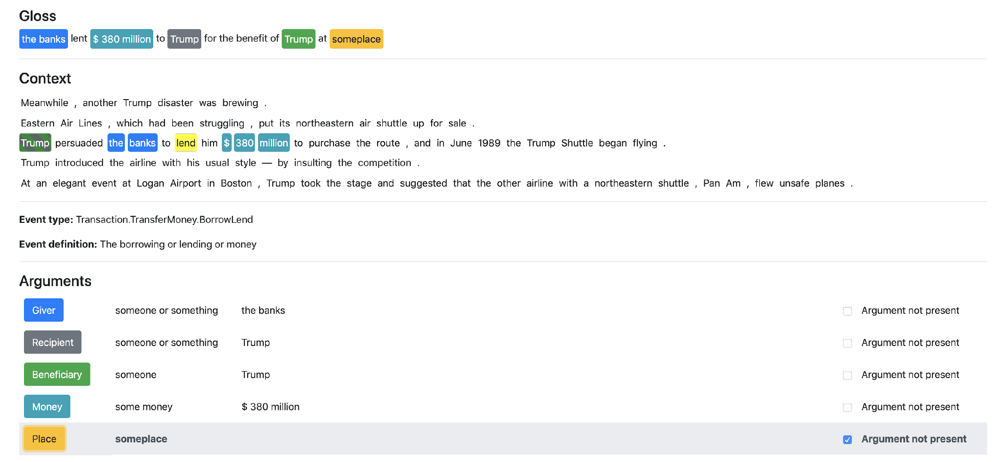 Gloss
the banks lent $ 380 million to Trump for the benefit of Trump at someplace
Context
Meanwhile , another Trump disaster was brewing .
Eastern Air Lines , which had been struggling , put its northeastern air shuttle up for sale .
Trump persuaded the banks to lend him $ 380 million to purchase the route , and in June 1989 the Trump Shuttle began flying .
Trump introduced the airline with his usual style — by insulting the competition .
At an elegant event at Logan Airport in Boston , Trump took the stage and suggested that the other airline with a northeastern shuttle , Pan Am , flew unsafe planes .
Event type: Transaction.TransferMoney.BorrowLend
Event definition: The borrowing or lending or money
Arguments
Giver someone or something the banks Argument not present
Recipient someone or something Trump Argument not present
Beneficiary someone Trump Argument not present
Money some money $ 380 million Argument not present
Place someplace Argument not present